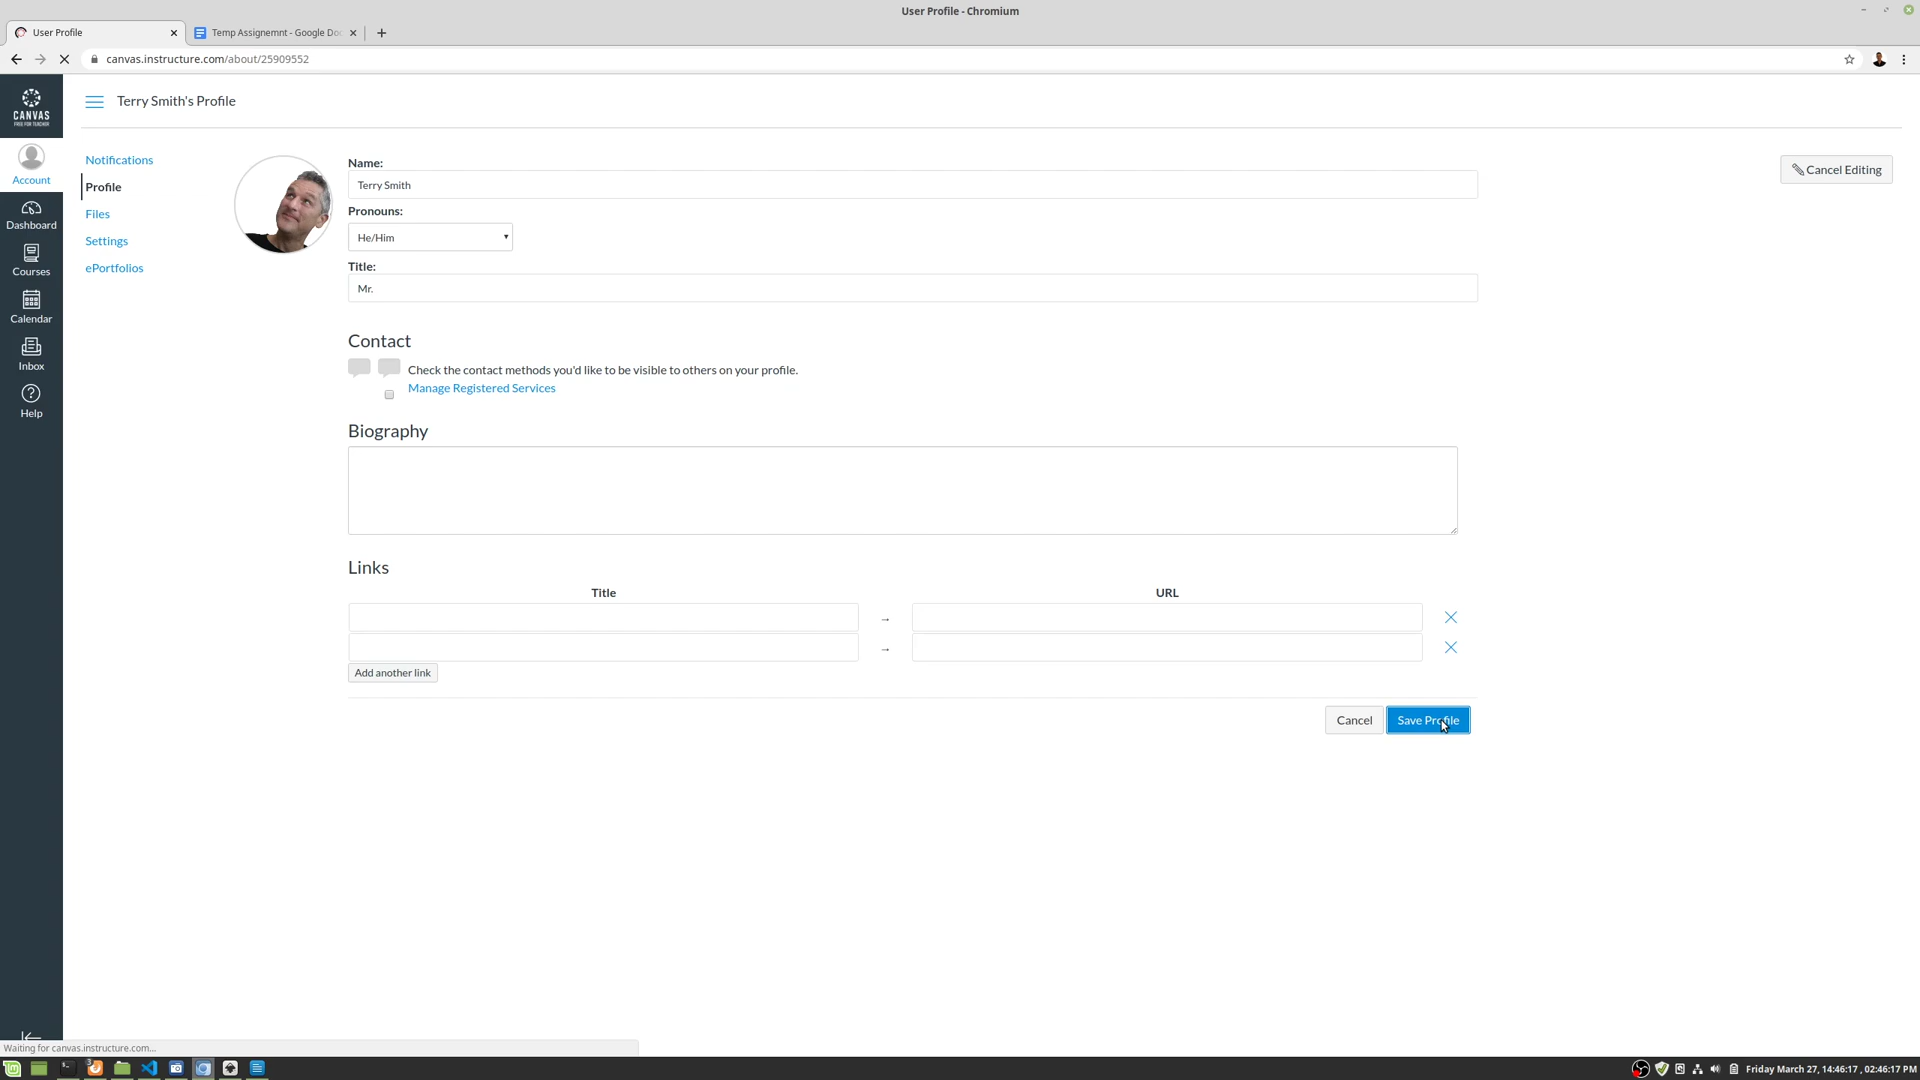 User Profile - Chromium
User Profile
Temp Assignemnt - Google Doc
canvas.instructure.com/about/25909552
CANVAS
FREE FOR TEACHER
Account
Dashboard
Courses
Calendar
Inbox
Help
Terry Smith's Profile
Notifications
Profile
Files
Settings
ePortfolios
Cancel Editing
Name:
Terry Smith
Pronouns:
He/Him
Title:
Mr.
Contact
Check the contact methods you'd like to be visible to others on your profile.
Manage Registered Services
Biography
Links
Title
URL
→
→
Add another link
Cancel
Save Profile
Waiting for canvas.instructure.com...
Friday March 27, 14:46:17 , 02:46:17 PM